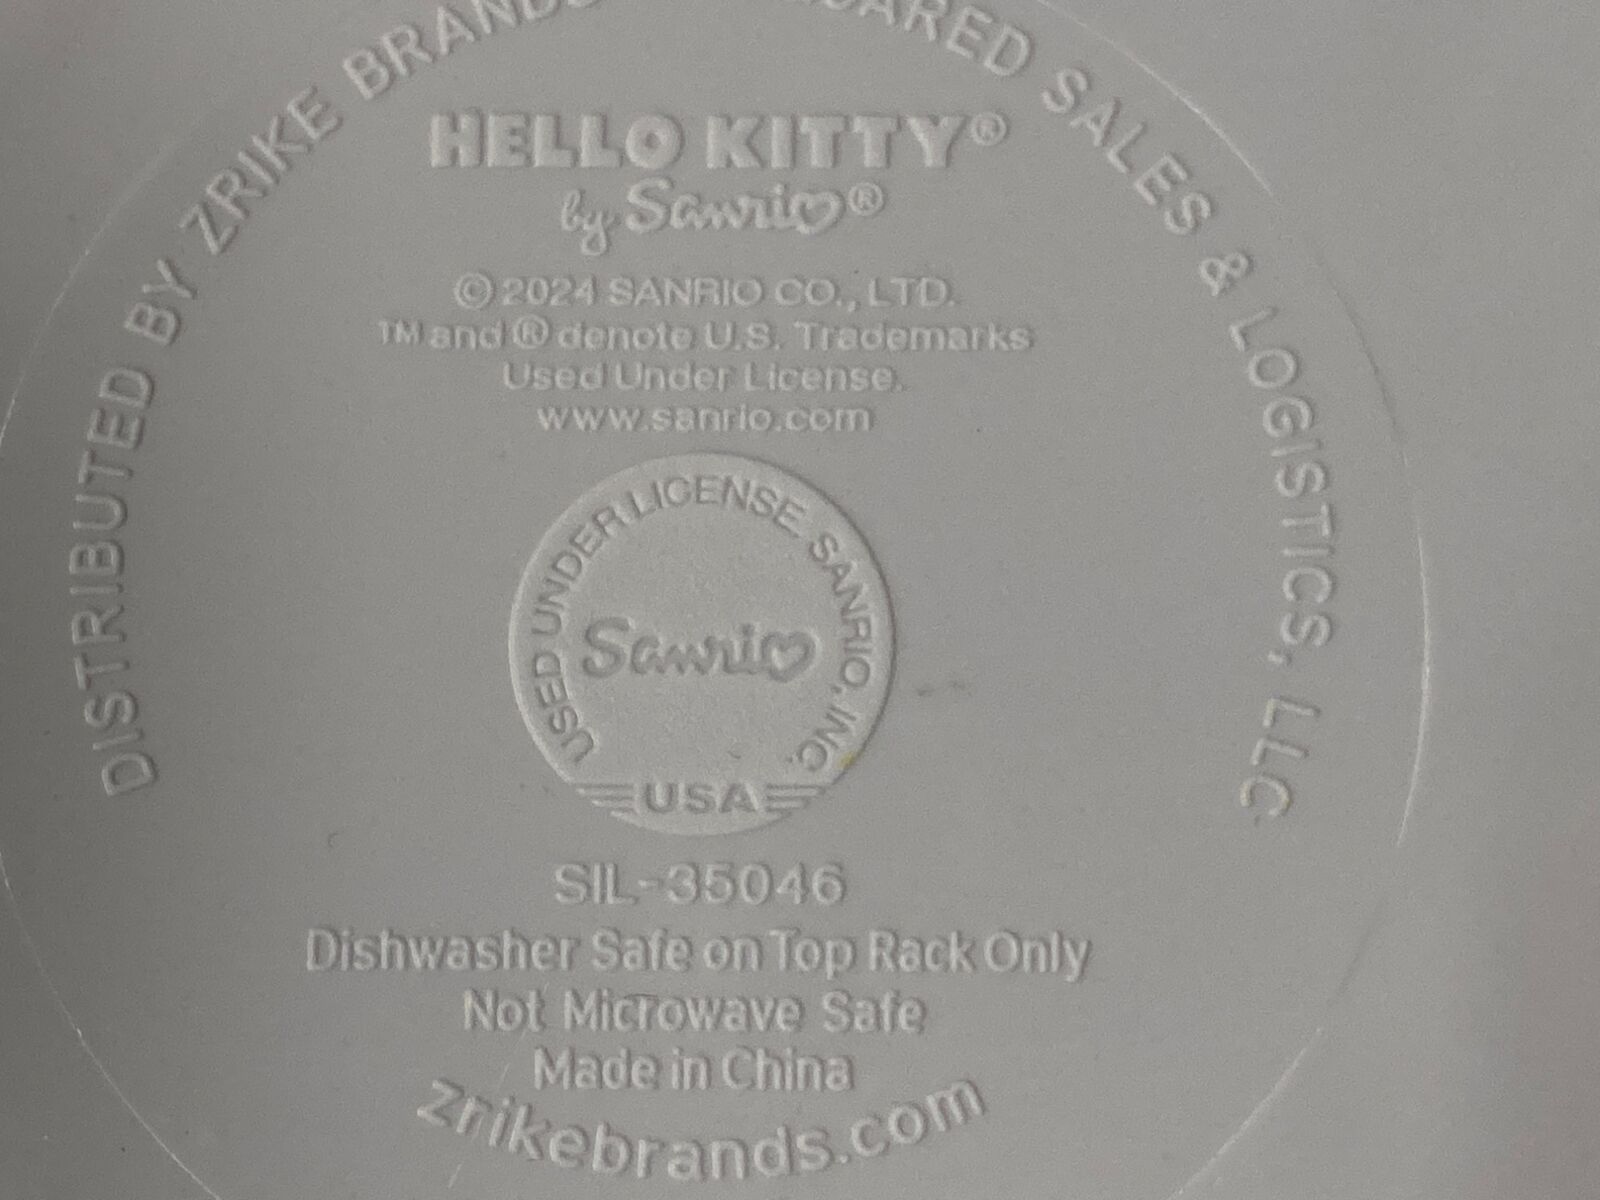 DISTRIBUTED BY ZRIKE BRANDS SALES & LOGISTICS, LLC
HELLO KITTY®
by Sanrio®
© 2024 SANRIO CO., LTD.
TM and ® denote U.S. Trademarks
Used Under License.
www.sanrio.com
USED UNDER LICENSE SANRIO, INC.
Sanrio
USA
SIL-35046
Dishwasher Safe on Top Rack Only
Not Microwave Safe
Made in China
zrikebrands.com